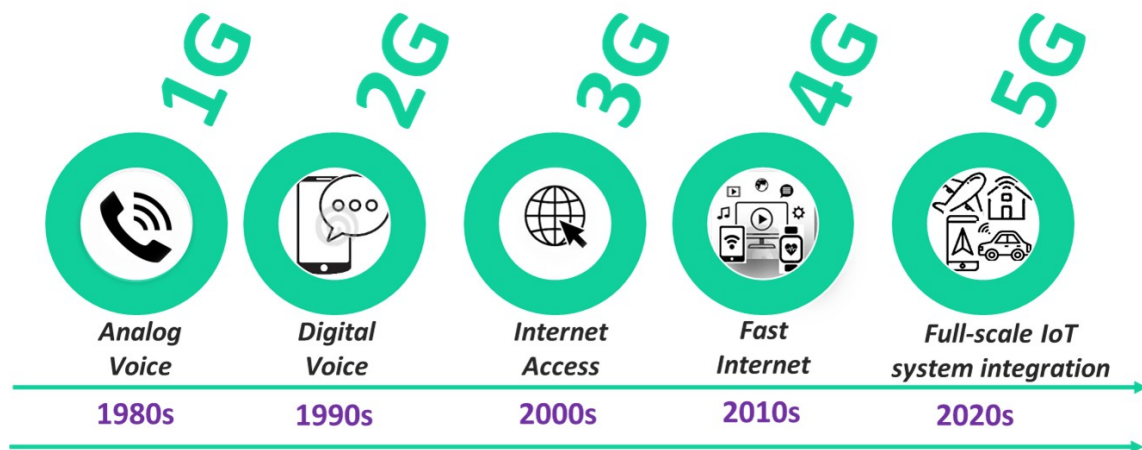 1G
2G
3G
4G
5G
Analog
Voice
Digital
Voice
Internet
Access
Fast
Internet
Full-scale IoT
system integration
1980s
1990s
2000s
2010s
2020s